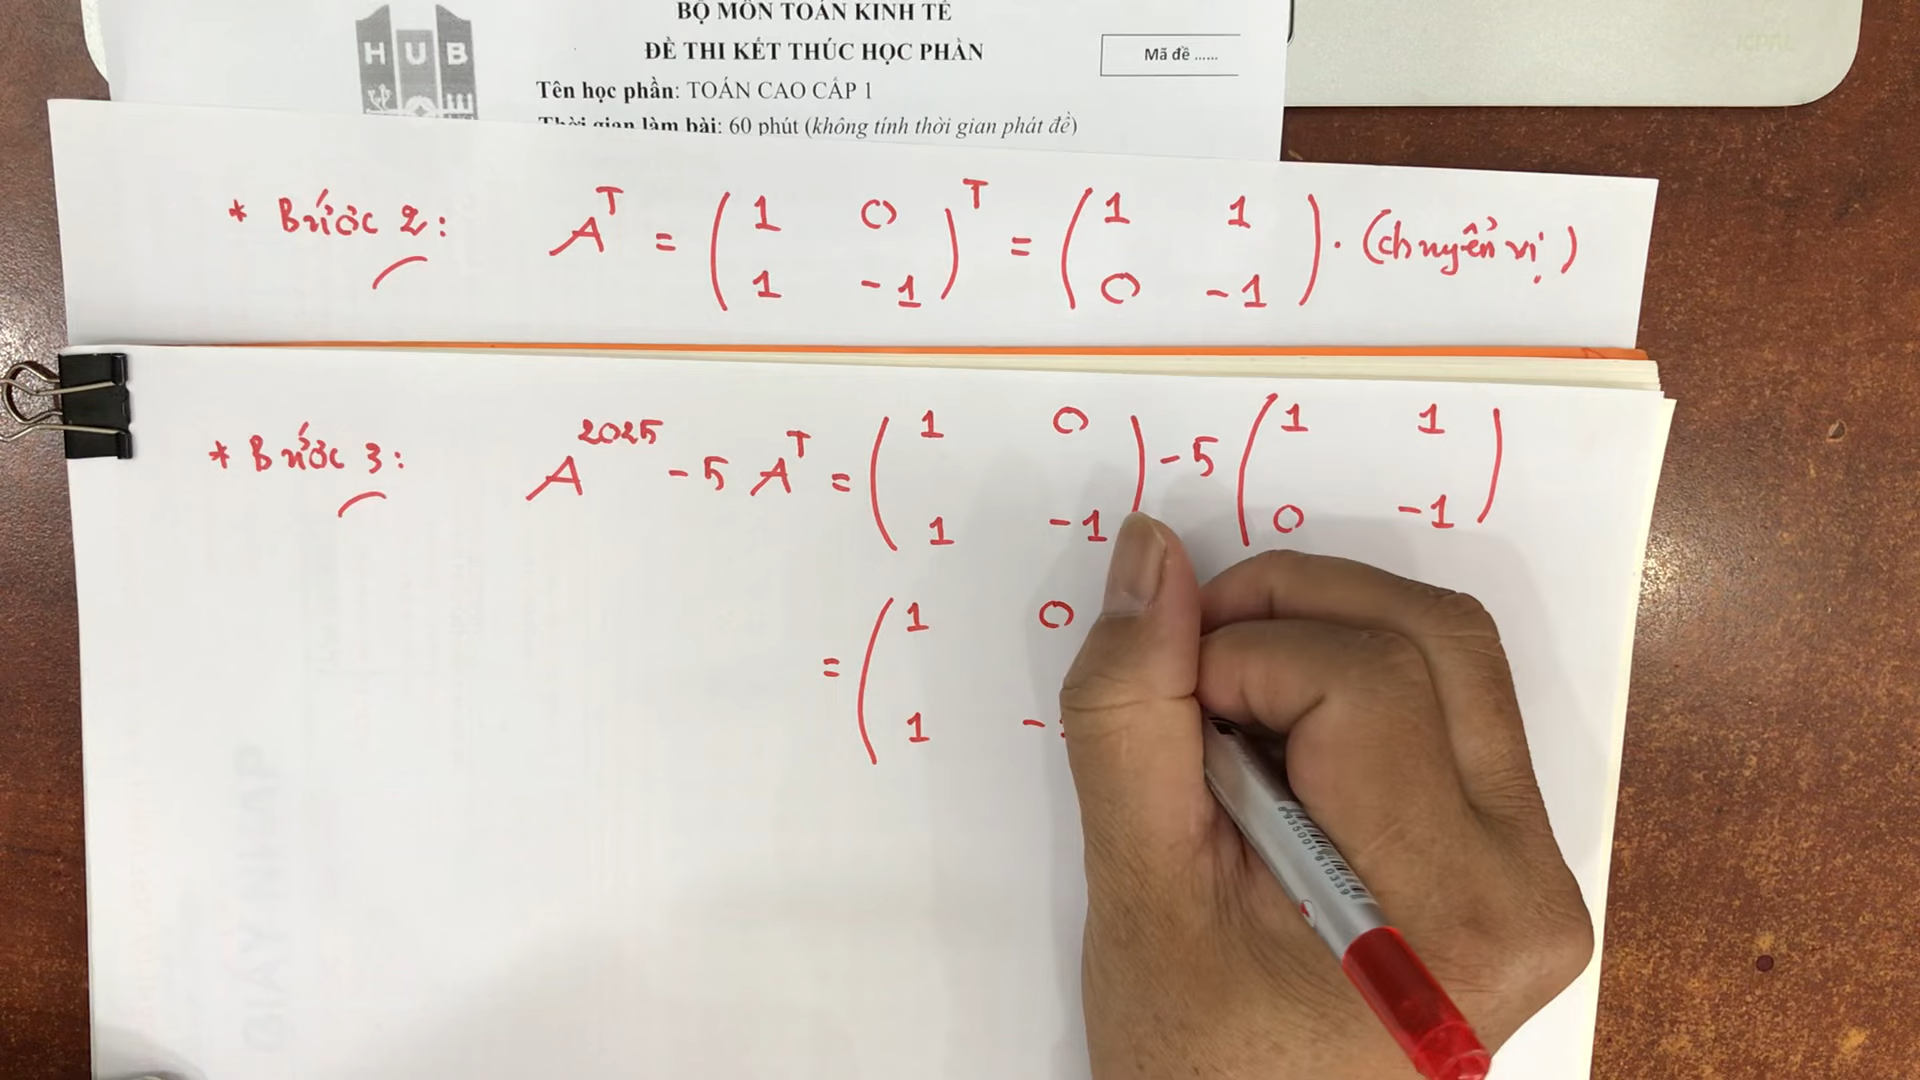 BỘ MÔN TOÁN KINH TẾ
HUB
ĐỀ THI KẾT THÚC HỌC PHẦN
Mã đề ......
Tên học phần: TOÁN CAO CẤP 1
Thời gian làm bài: 60 phút (không tính thời gian phát đề)
* Bước 2: A^T = (1 0 ; 1 -1)^T = (1 1 ; 0 -1). (chuyển vị)
* Bước 3: A^2025 - 5 A^T = (1 0 ; 1 -1) - 5 (1 1 ; 0 -1)
= (1 0 ; 1 -
8935001810339